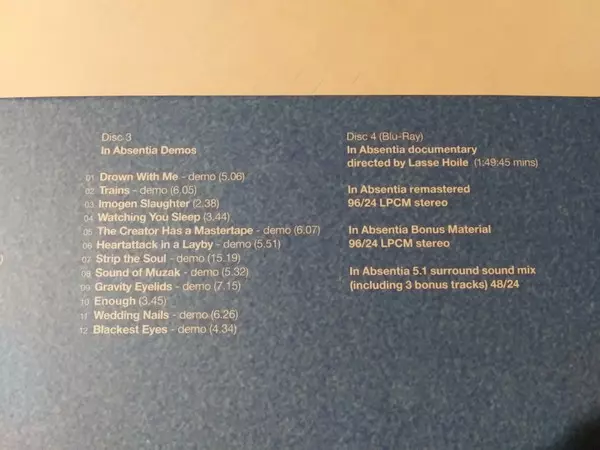 Disc 3
In Absentia Demos
01 Drown With Me - demo (5.06)
02 Trains - demo (6.05)
03 Imogen Slaughter (2.38)
04 Watching You Sleep (3.44)
05 The Creator Has a Mastertape - demo (6.07)
06 Heartattack in a Layby - demo (5.51)
07 Strip the Soul - demo (15.19)
08 Sound of Muzak - demo (5.32)
09 Gravity Eyelids - demo (7.15)
10 Enough (3.45)
11 Wedding Nails - demo (6.26)
12 Blackest Eyes - demo (4.34)
Disc 4 (Blu-Ray)
In Absentia documentary
directed by Lasse Hoile (1:49:45 mins)
In Absentia remastered
96/24 LPCM stereo
In Absentia Bonus Material
96/24 LPCM stereo
In Absentia 5.1 surround sound mix
(including 3 bonus tracks) 48/24